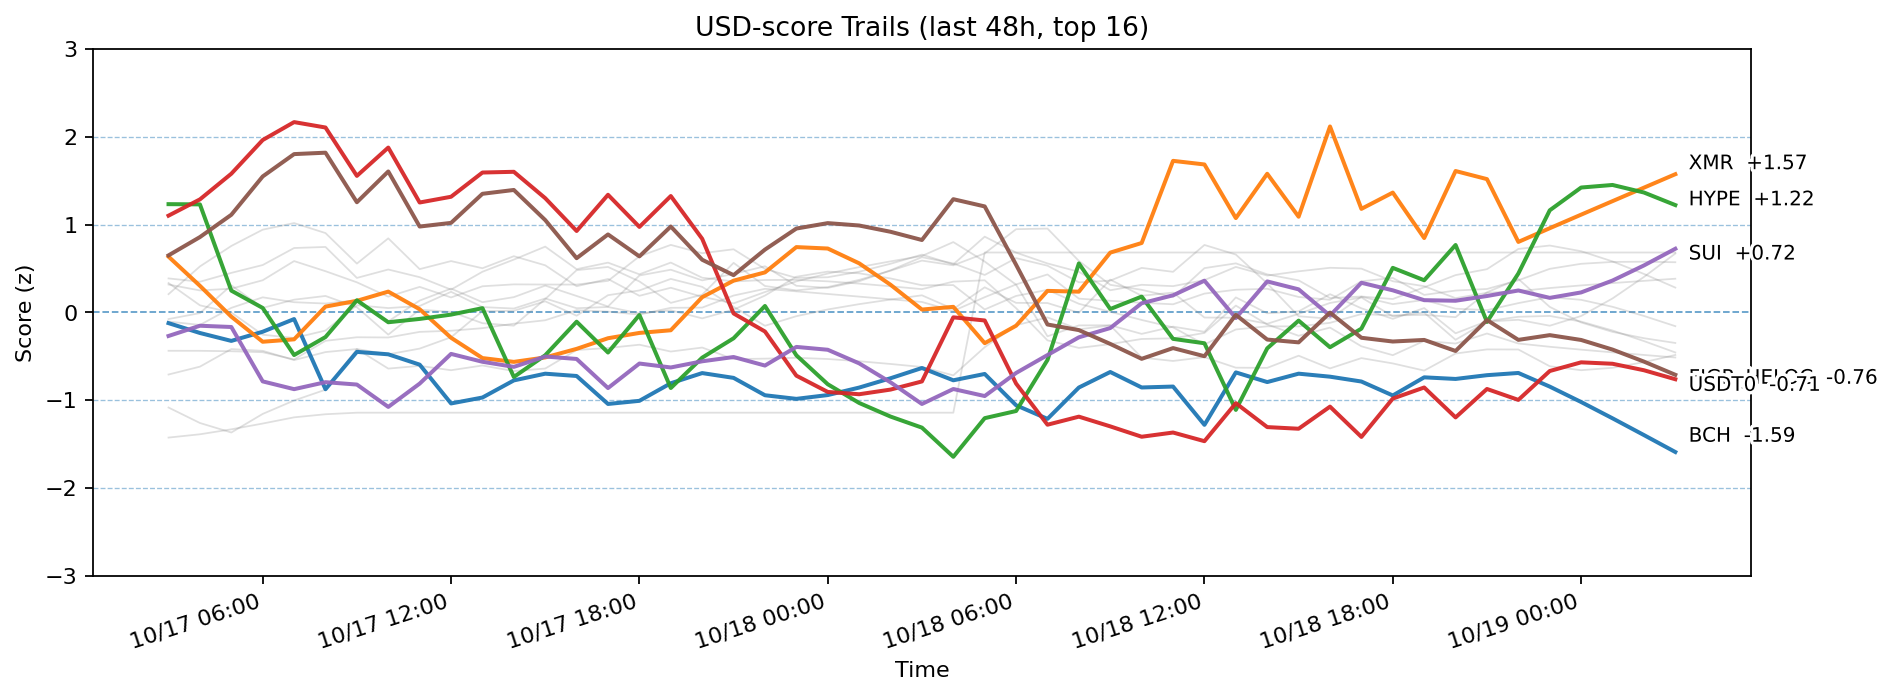 USD-score Trails (last 48h, top 16)
Score (z)
3
2
1
0
−1
−2
−3
XMR +1.57
HYPE +1.22
SUI +0.72
-0.76
USDT0 -0.71
BCH -1.59
10/17 06:00
10/17 12:00
10/17 18:00
10/18 00:00
10/18 06:00
10/18 12:00
10/18 18:00
10/19 00:00
Time